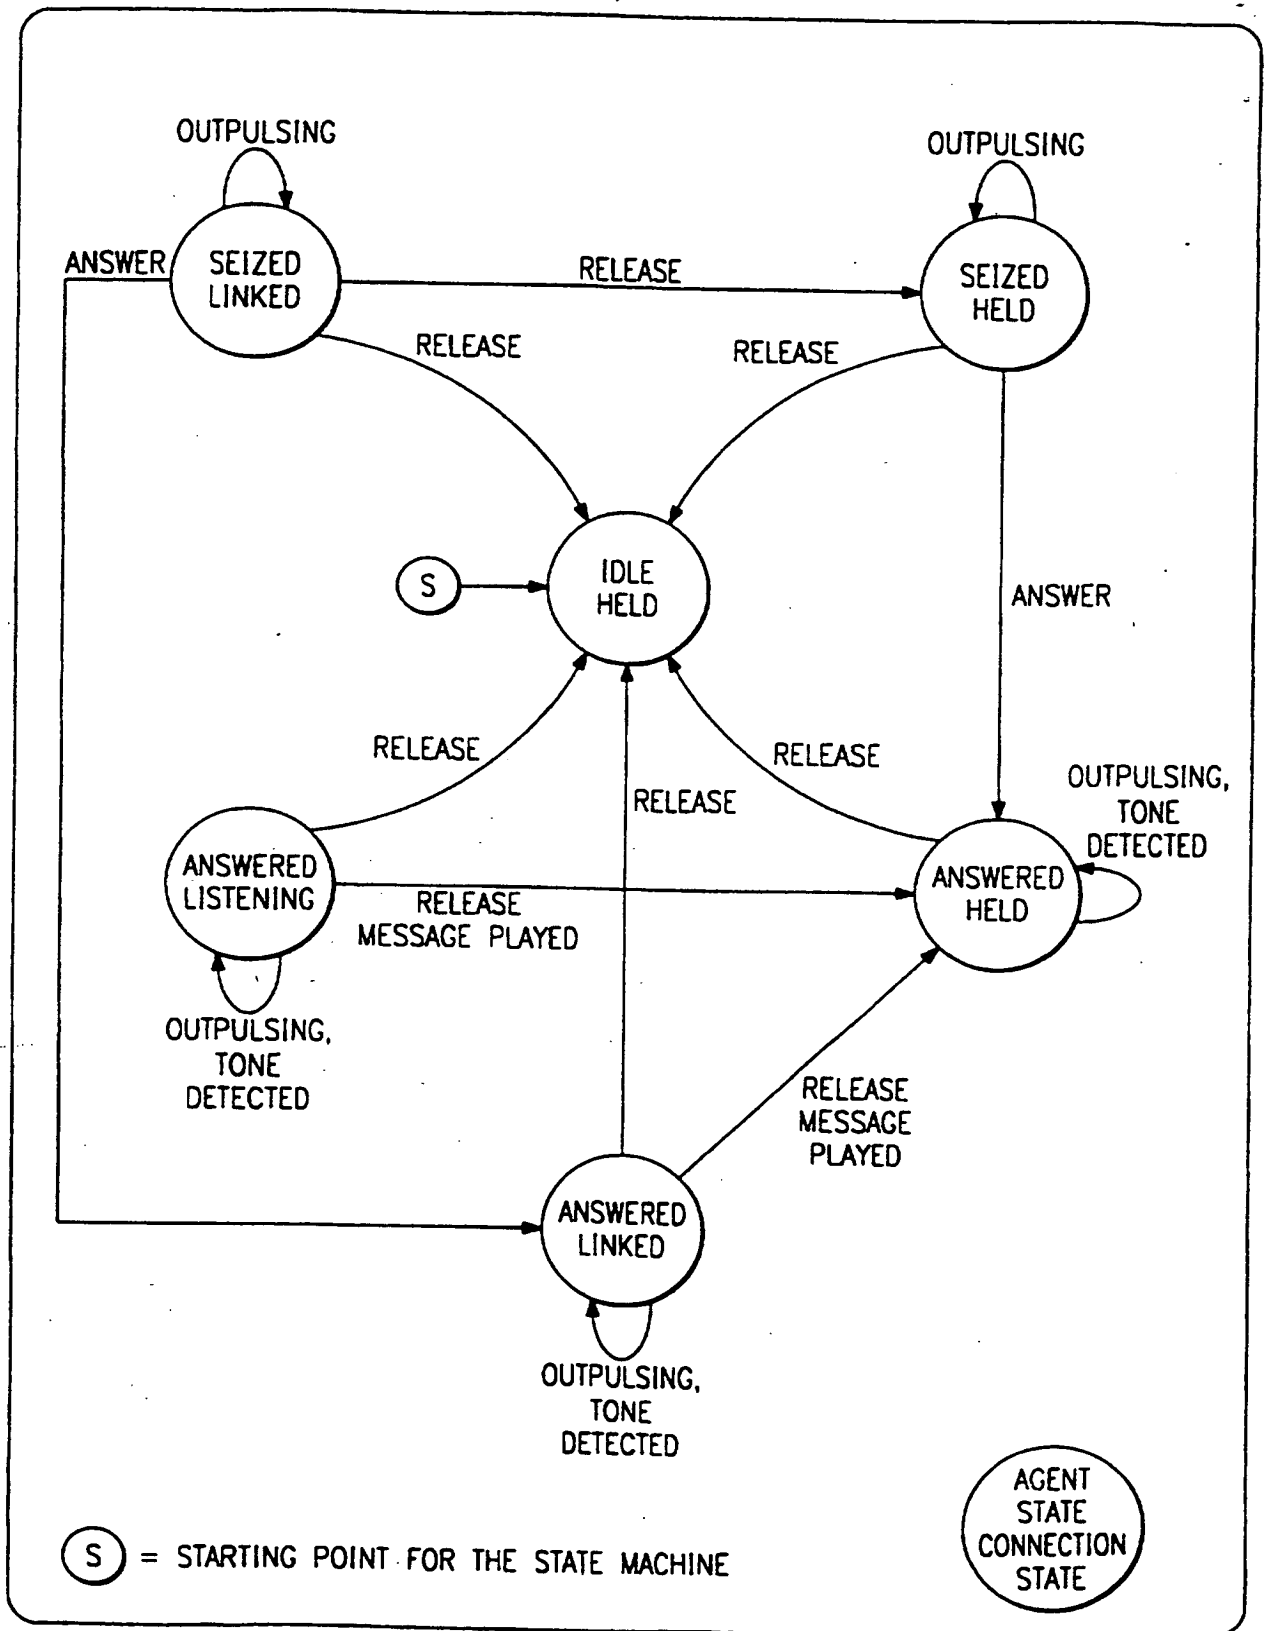 OUTPULSING
OUTPULSING
ANSWER
SEIZED
LINKED
RELEASE
SEIZED
HELD
RELEASE
RELEASE
S
IDLE
HELD
ANSWER
RELEASE
RELEASE
RELEASE
OUTPULSING,
TONE
DETECTED
ANSWERED
LISTENING
RELEASE
MESSAGE PLAYED
ANSWERED
HELD
OUTPULSING,
TONE
DETECTED
RELEASE
MESSAGE
PLAYED
ANSWERED
LINKED
OUTPULSING,
TONE
DETECTED
AGENT
STATE
CONNECTION
STATE
S = STARTING POINT FOR THE STATE MACHINE